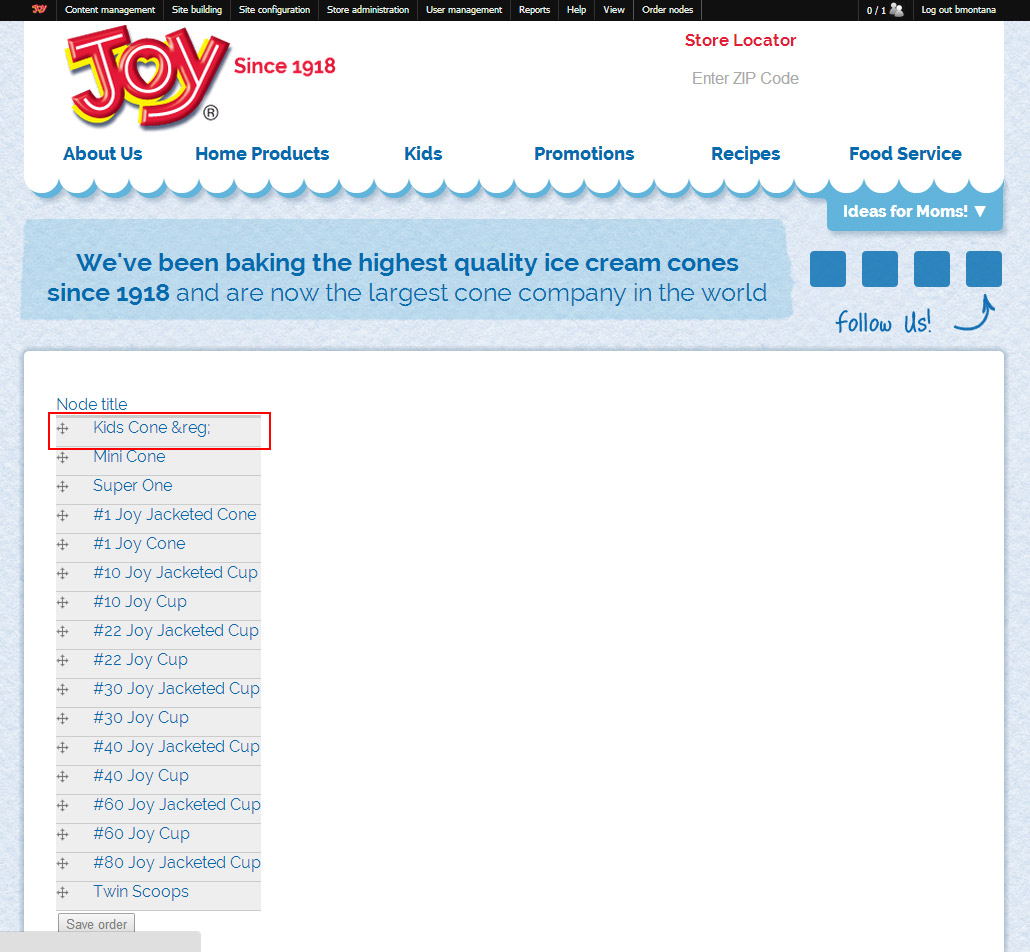 Joy Content management Site building Site configuration Store administration User management Reports Help View Order nodes 0 / 1 Log out bmontana
Joy ® Since 1918
Store Locator
Enter ZIP Code
About Us Home Products Kids Promotions Recipes Food Service
Ideas for Moms! ▼
We've been baking the highest quality ice cream cones
since 1918 and are now the largest cone company in the world
follow Us!
Node title
Kids Cone &reg;
Mini Cone
Super One
#1 Joy Jacketed Cone
#1 Joy Cone
#10 Joy Jacketed Cup
#10 Joy Cup
#22 Joy Jacketed Cup
#22 Joy Cup
#30 Joy Jacketed Cup
#30 Joy Cup
#40 Joy Jacketed Cup
#40 Joy Cup
#60 Joy Jacketed Cup
#60 Joy Cup
#80 Joy Jacketed Cup
Twin Scoops
Save order